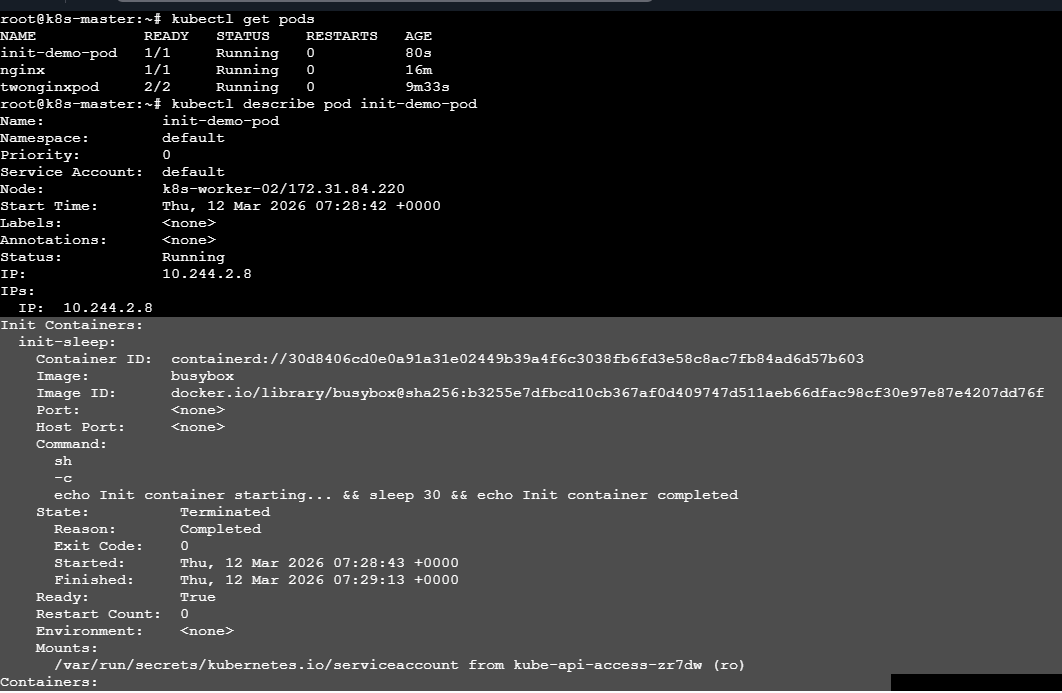 root@k8s-master:~# kubectl get pods
NAME            READY   STATUS    RESTARTS   AGE
init-demo-pod   1/1     Running   0          80s
nginx           1/1     Running   0          16m
twonginxpod     2/2     Running   0          9m33s
root@k8s-master:~# kubectl describe pod init-demo-pod
Name:             init-demo-pod
Namespace:        default
Priority:         0
Service Account:  default
Node:             k8s-worker-02/172.31.84.220
Start Time:       Thu, 12 Mar 2026 07:28:42 +0000
Labels:           <none>
Annotations:      <none>
Status:           Running
IP:               10.244.2.8
IPs:
  IP:  10.244.2.8
Init Containers:
  init-sleep:
    Container ID:  containerd://30d8406cd0e0a91a31e02449b39a4f6c3038fb6fd3e58c8ac7fb84ad6d57b603
    Image:         busybox
    Image ID:      docker.io/library/busybox@sha256:b3255e7dfbcd10cb367af0d409747d511aeb66dfac98cf30e97e87e4207dd76f
    Port:          <none>
    Host Port:     <none>
    Command:
      sh
      -c
      echo Init container starting... && sleep 30 && echo Init container completed
    State:          Terminated
      Reason:       Completed
      Exit Code:    0
      Started:      Thu, 12 Mar 2026 07:28:43 +0000
      Finished:     Thu, 12 Mar 2026 07:29:13 +0000
    Ready:          True
    Restart Count:  0
    Environment:    <none>
    Mounts:
      /var/run/secrets/kubernetes.io/serviceaccount from kube-api-access-zr7dw (ro)
Containers: